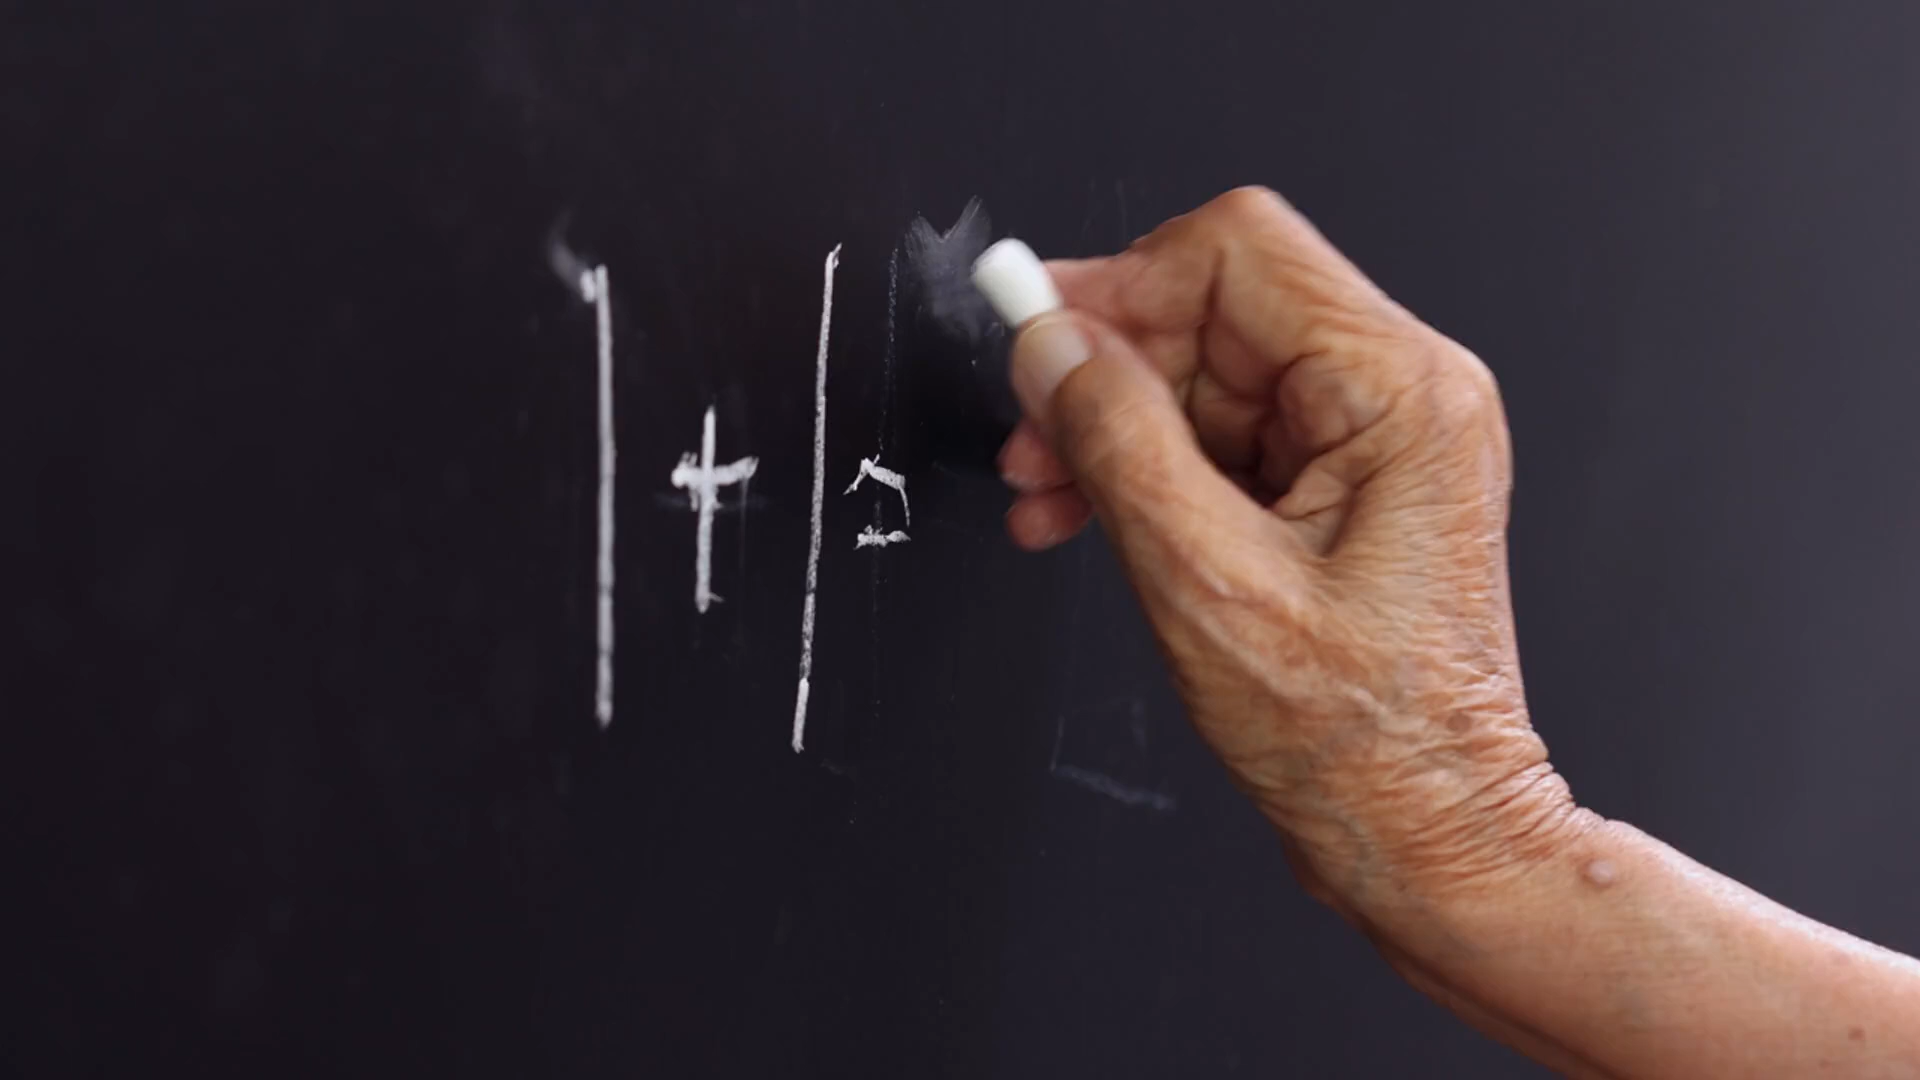 1 + 1 =